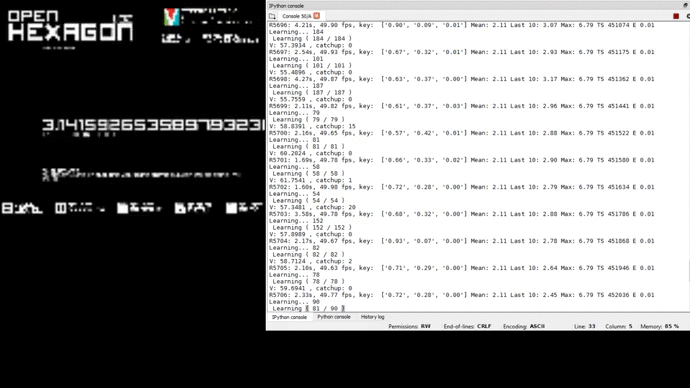 OPEN
HEXAGON
3.14159265358979323
IPython console
Console 50/A
R5696: 4.21s, 49.90 fps, key: ['0.90', '0.09', '0.01'] Mean: 2.11 Last 10: 3.07 Max: 6.79 TS 451074 E 0.01
Learning... 184
Learning ( 184 / 184 )
V: 57.3934 , catchup: 0
R5697: 2.54s, 49.93 fps, key: ['0.67', '0.32', '0.01'] Mean: 2.11 Last 10: 2.93 Max: 6.79 TS 451175 E 0.01
Learning... 101
Learning ( 101 / 101 )
V: 55.4896 , catchup: 0
R5698: 4.27s, 49.87 fps, key: ['0.63', '0.37', '0.00'] Mean: 2.11 Last 10: 3.17 Max: 6.79 TS 451362 E 0.01
Learning... 187
Learning ( 187 / 187 )
V: 55.7559 , catchup: 0
R5699: 2.11s, 49.82 fps, key: ['0.61', '0.37', '0.03'] Mean: 2.11 Last 10: 2.96 Max: 6.79 TS 451441 E 0.01
Learning... 79
Learning ( 79 / 79 )
V: 58.8391 , catchup: 15
R5700: 2.16s, 49.65 fps, key: ['0.57', '0.42', '0.01'] Mean: 2.11 Last 10: 2.88 Max: 6.79 TS 451522 E 0.01
Learning... 81
Learning ( 81 / 81 )
V: 60.2024 , catchup: 0
R5701: 1.69s, 49.78 fps, key: ['0.66', '0.33', '0.02'] Mean: 2.11 Last 10: 2.90 Max: 6.79 TS 451580 E 0.01
Learning... 58
Learning ( 58 / 58 )
V: 61.7541 , catchup: 1
R5702: 1.60s, 49.98 fps, key: ['0.72', '0.28', '0.00'] Mean: 2.11 Last 10: 2.79 Max: 6.79 TS 451634 E 0.01
Learning... 54
Learning ( 54 / 54 )
V: 57.3481 , catchup: 20
R5703: 3.58s, 49.78 fps, key: ['0.68', '0.32', '0.00'] Mean: 2.11 Last 10: 2.88 Max: 6.79 TS 451786 E 0.01
Learning... 152
Learning ( 152 / 152 )
V: 57.8989 , catchup: 0
R5704: 2.17s, 49.67 fps, key: ['0.93', '0.07', '0.00'] Mean: 2.11 Last 10: 2.78 Max: 6.79 TS 451868 E 0.01
Learning... 82
Learning ( 82 / 82 )
V: 58.7124 , catchup: 2
R5705: 2.10s, 49.63 fps, key: ['0.71', '0.29', '0.00'] Mean: 2.11 Last 10: 2.64 Max: 6.79 TS 451946 E 0.01
Learning... 78
Learning ( 78 / 78 )
V: 59.6941 , catchup: 0
R5706: 2.33s, 49.77 fps, key: ['0.72', '0.28', '0.00'] Mean: 2.11 Last 10: 2.45 Max: 6.79 TS 452036 E 0.01
Learning... 90
Learning [ 81 / 90 ]
IPython console Python console History log
Permissions: RW End-of-lines: CRLF Encoding: ASCII Line: 33 Column: 5 Memory: 85 %